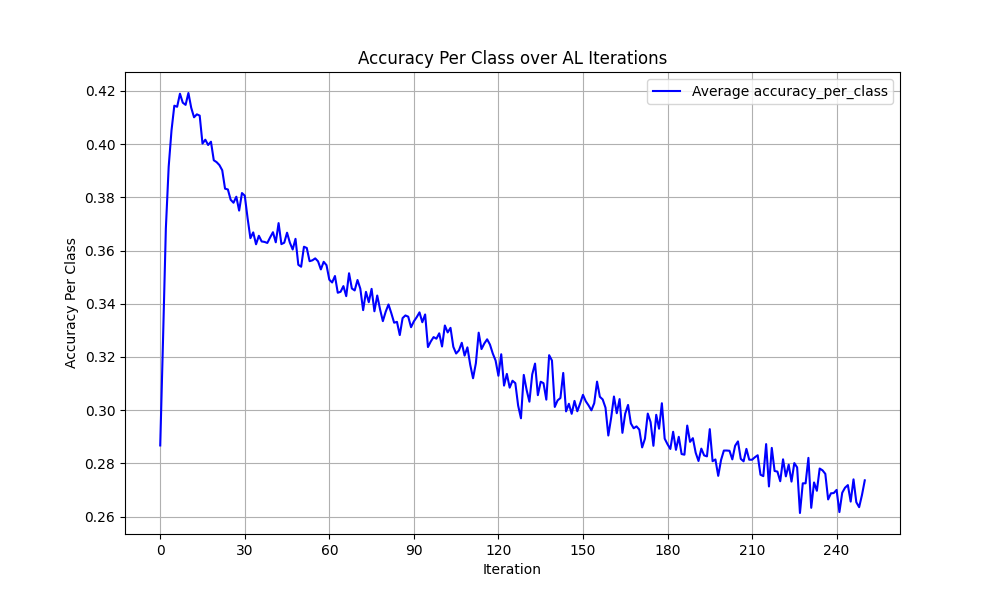 Accuracy Per Class over AL Iterations
Average accuracy_per_class
Accuracy Per Class
0.42
0.40
0.38
0.36
0.34
0.32
0.30
0.28
0.26
0 30 60 90 120 150 180 210 240
Iteration